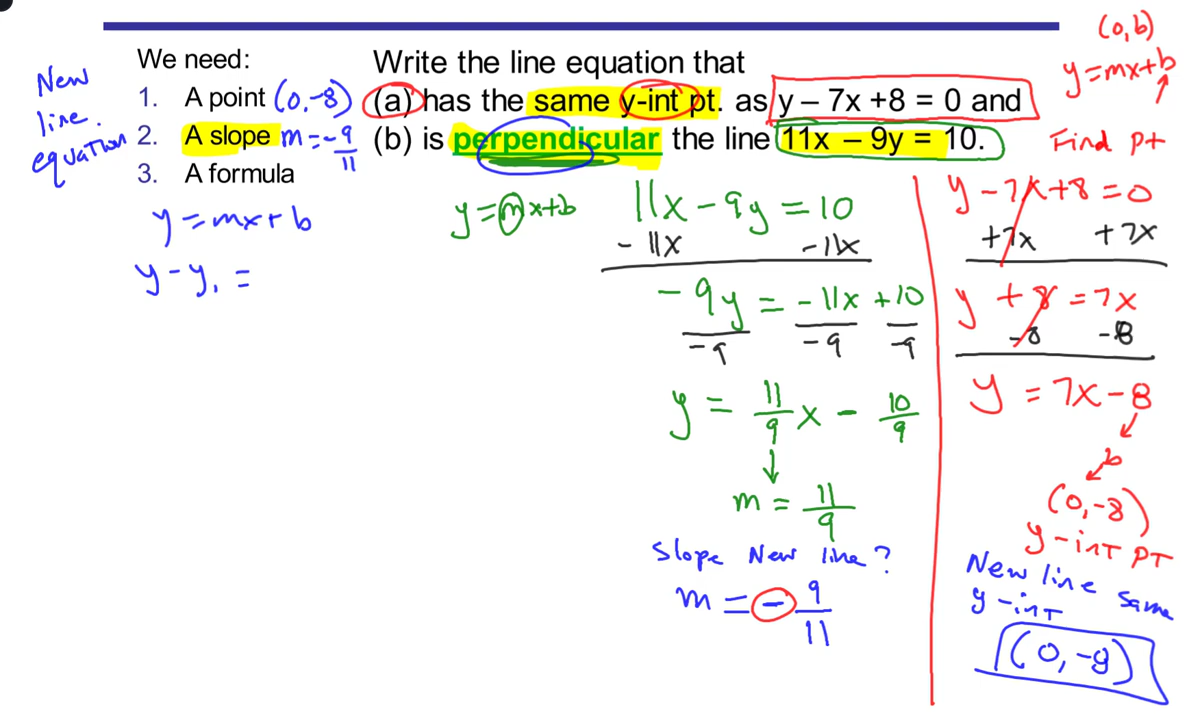 We need:
1. A point (0,-8)
2. A slope m = -9/11
3. A formula
New
line.
equation
y = mx + b
y - y₁ =
Write the line equation that
(a) has the same y-int pt. as y – 7x +8 = 0 and
(b) is perpendicular the line 11x – 9y = 10.
(0,b)
y = mx+b
Find pt
y = mx+b
11x - 9y = 10
- 11x -11x
- 9y = - 11x + 10
-9 -9 -9
y = 11/9 x - 10/9
m = 11/9
Slope New line?
m = - 9/11
y - 7x + 8 = 0
+7x +7x
y + 8 = 7x
-8 -8
y = 7x - 8
b
(0,-8)
y-int PT
New line same
y-int
(0,-8)